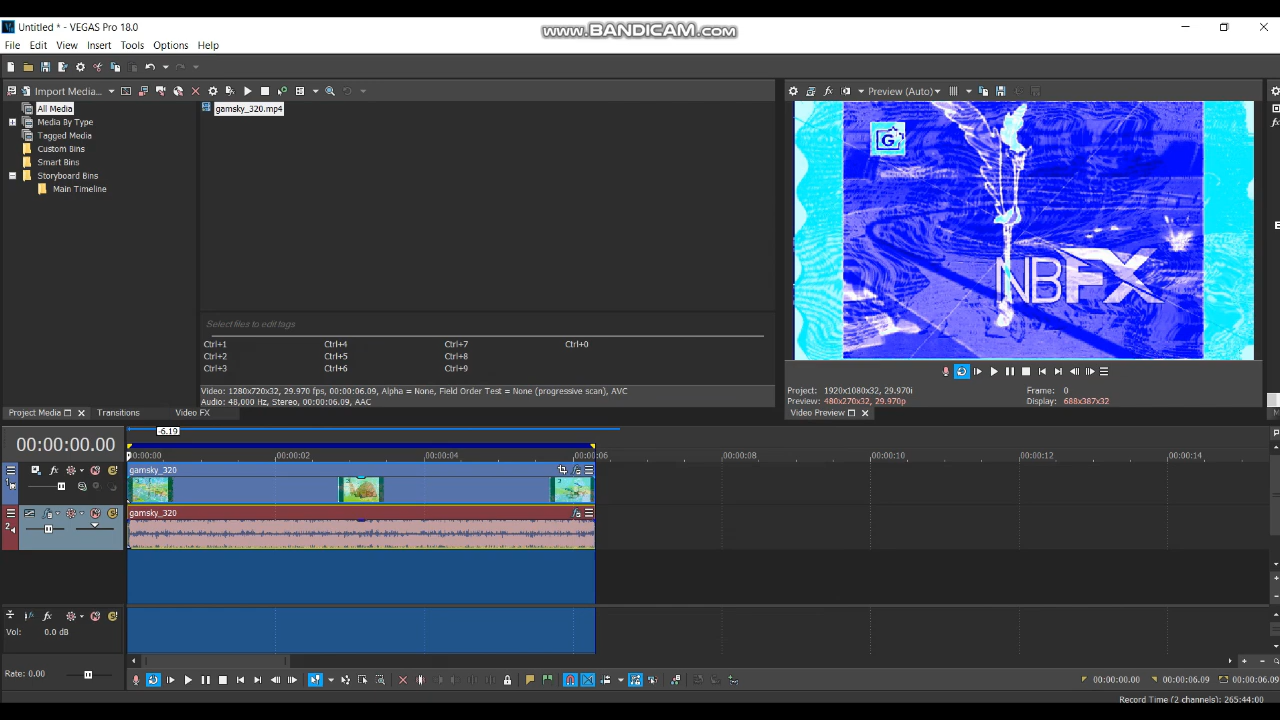 Untitled * - VEGAS Pro 18.0
www.BANDICAM.com
File Edit View Insert Tools Options Help
Import Media...
Preview (Auto)
All Media
gamsky_320.mp4
Media By Type
Tagged Media
Custom Bins
Smart Bins
Storyboard Bins
Main Timeline
G
NBFX
Select files to edit tags
Ctrl+1 Ctrl+4 Ctrl+7 Ctrl+0
Ctrl+2 Ctrl+5 Ctrl+8
Ctrl+3 Ctrl+6 Ctrl+9
Video: 1280x720x32, 29.970 fps, 00:00:06.09, Alpha = None, Field Order Test = None (progressive scan), AVC
Audio: 48,000 Hz, Stereo, 00:00:06.09, AAC
Project: 1920x1080x32, 29.970i Frame: 0
Preview: 480x270x32, 29.970p Display: 688x387x32
Project Media Transitions Video FX
Video Preview
-6.19
00:00:00.00
00:00:00 00:00:02 00:00:04 00:00:06 00:00:08 00:00:10 00:00:12 00:00:14
1
gamsky_320
2
gamsky_320
Vol: 0.0 dB
Rate: 0.00
00:00:00.00 00:00:06.09 00:00:06.09
Record Time (2 channels): 265:44:00